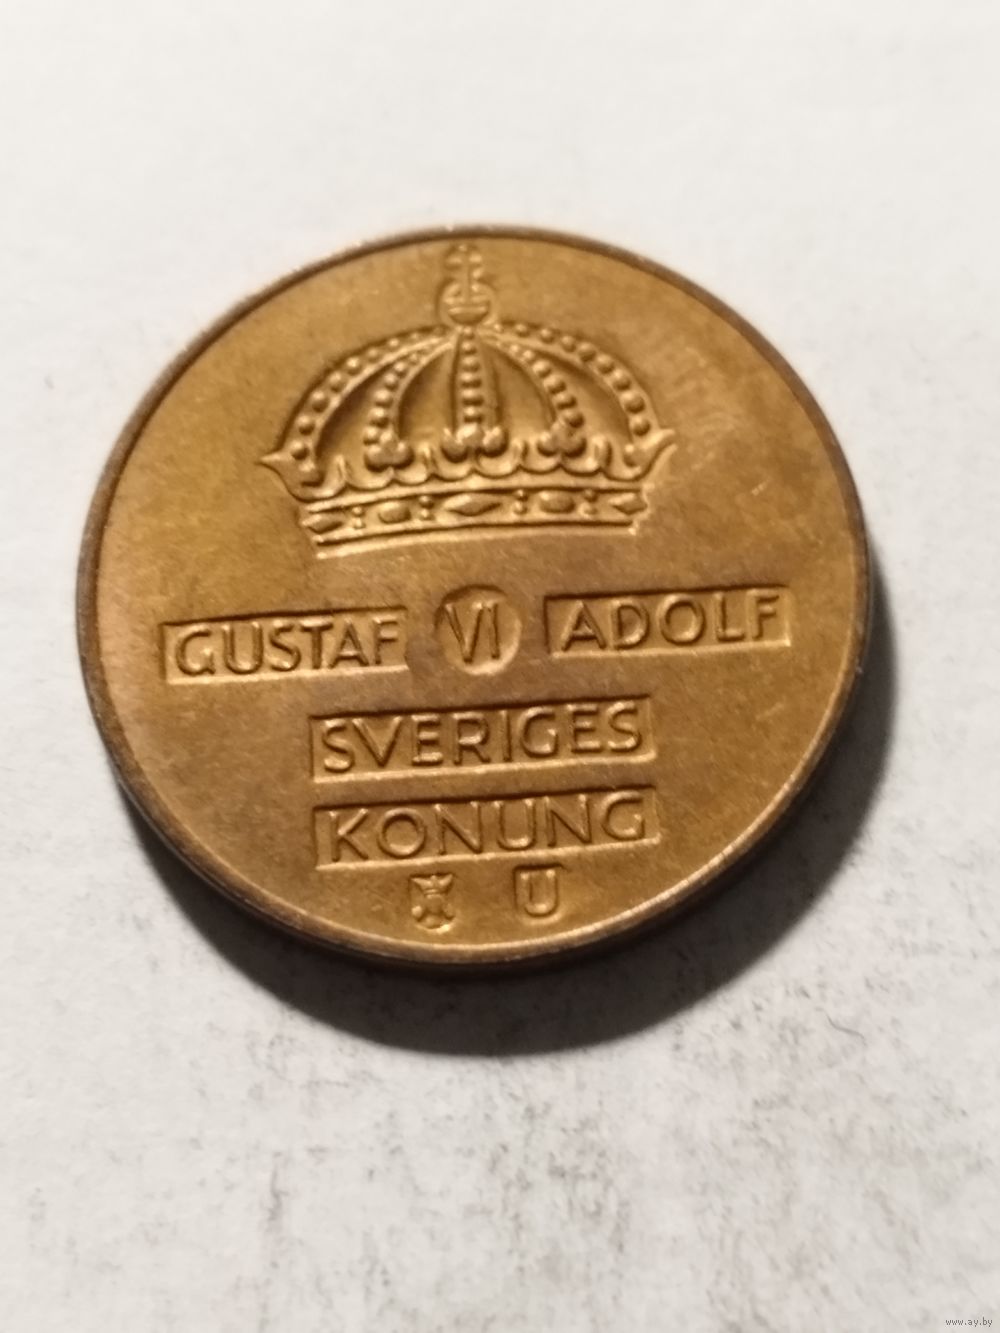 GUSTAF VI ADOLF
SVERIGES
KONUNG
U
www.ay.by